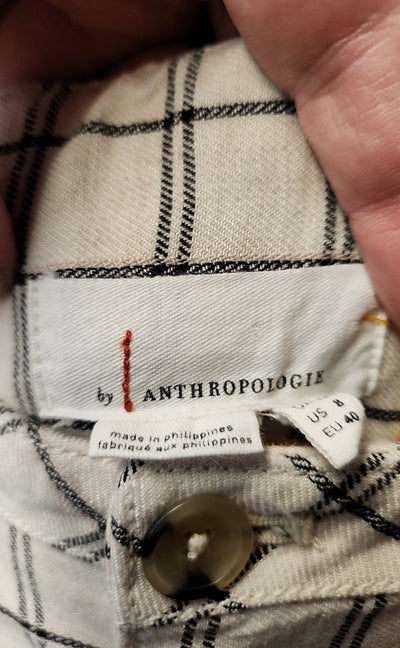 by ANTHROPOLOGIE
made in philippines
fabriqué aux philippines
US 8
EU 40